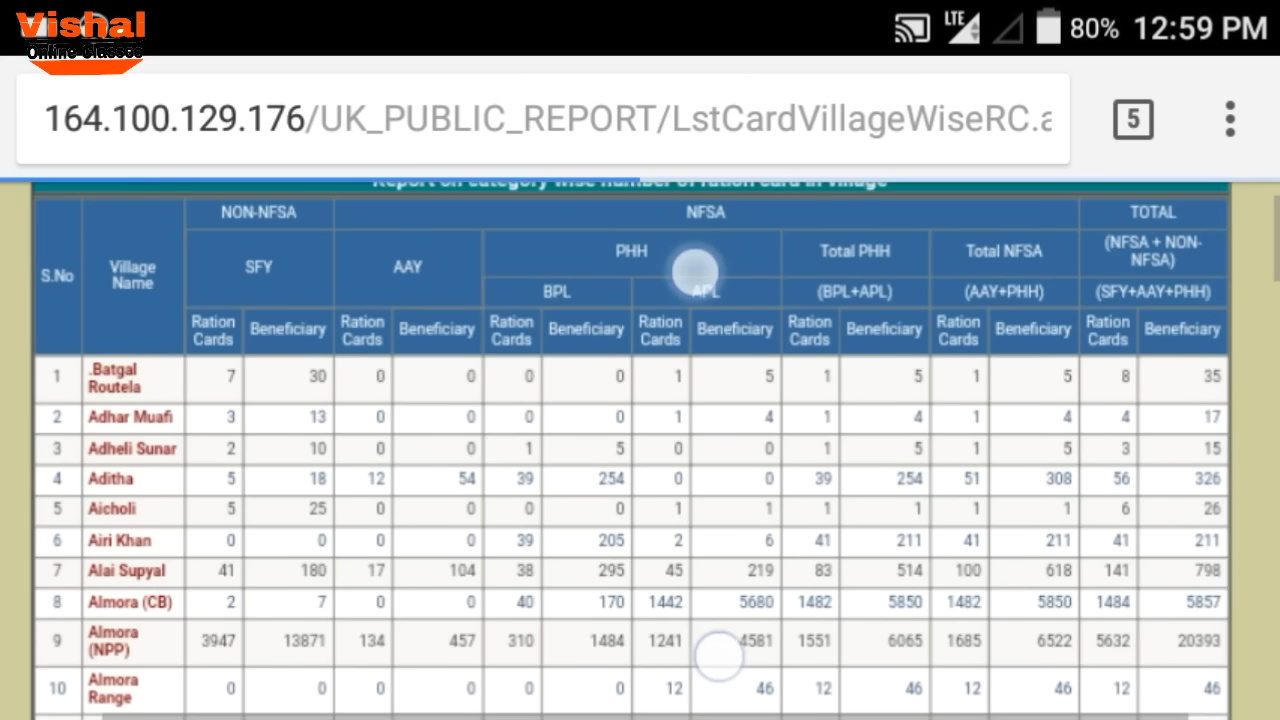 Vishal
Online Classes
LTE 80% 12:59 PM
164.100.129.176/UK_PUBLIC_REPORT/LstCardVillageWiseRC.a
5
Report on category wise number of ration card in village
S.No Village Name NON-NFSA NFSA TOTAL
SFY AAY PHH Total PHH Total NFSA (NFSA + NON-NFSA)
BPL APL (BPL+APL) (AAY+PHH) (SFY+AAY+PHH)
Ration Cards Beneficiary Ration Cards Beneficiary Ration Cards Beneficiary Ration Cards Beneficiary Ration Cards Beneficiary Ration Cards Beneficiary Ration Cards Beneficiary
1 .Batgal Routela 7 30 0 0 0 0 1 5 1 5 1 5 8 35
2 Adhar Muafi 3 13 0 0 0 0 1 4 1 4 1 4 4 17
3 Adheli Sunar 2 10 0 0 1 5 0 0 1 5 1 5 3 15
4 Aditha 5 18 12 54 39 254 0 0 39 254 51 308 56 326
5 Aicholi 5 25 0 0 0 0 1 1 1 1 1 1 6 26
6 Airi Khan 0 0 0 0 39 205 2 6 41 211 41 211 41 211
7 Alai Supyal 41 180 17 104 38 295 45 219 83 514 100 618 141 798
8 Almora (CB) 2 7 0 0 40 170 1442 5680 1482 5850 1482 5850 1484 5857
9 Almora (NPP) 3947 13871 134 457 310 1484 1241 4581 1551 6065 1685 6522 5632 20393
10 Almora Range 0 0 0 0 0 0 12 46 12 46 12 46 12 46